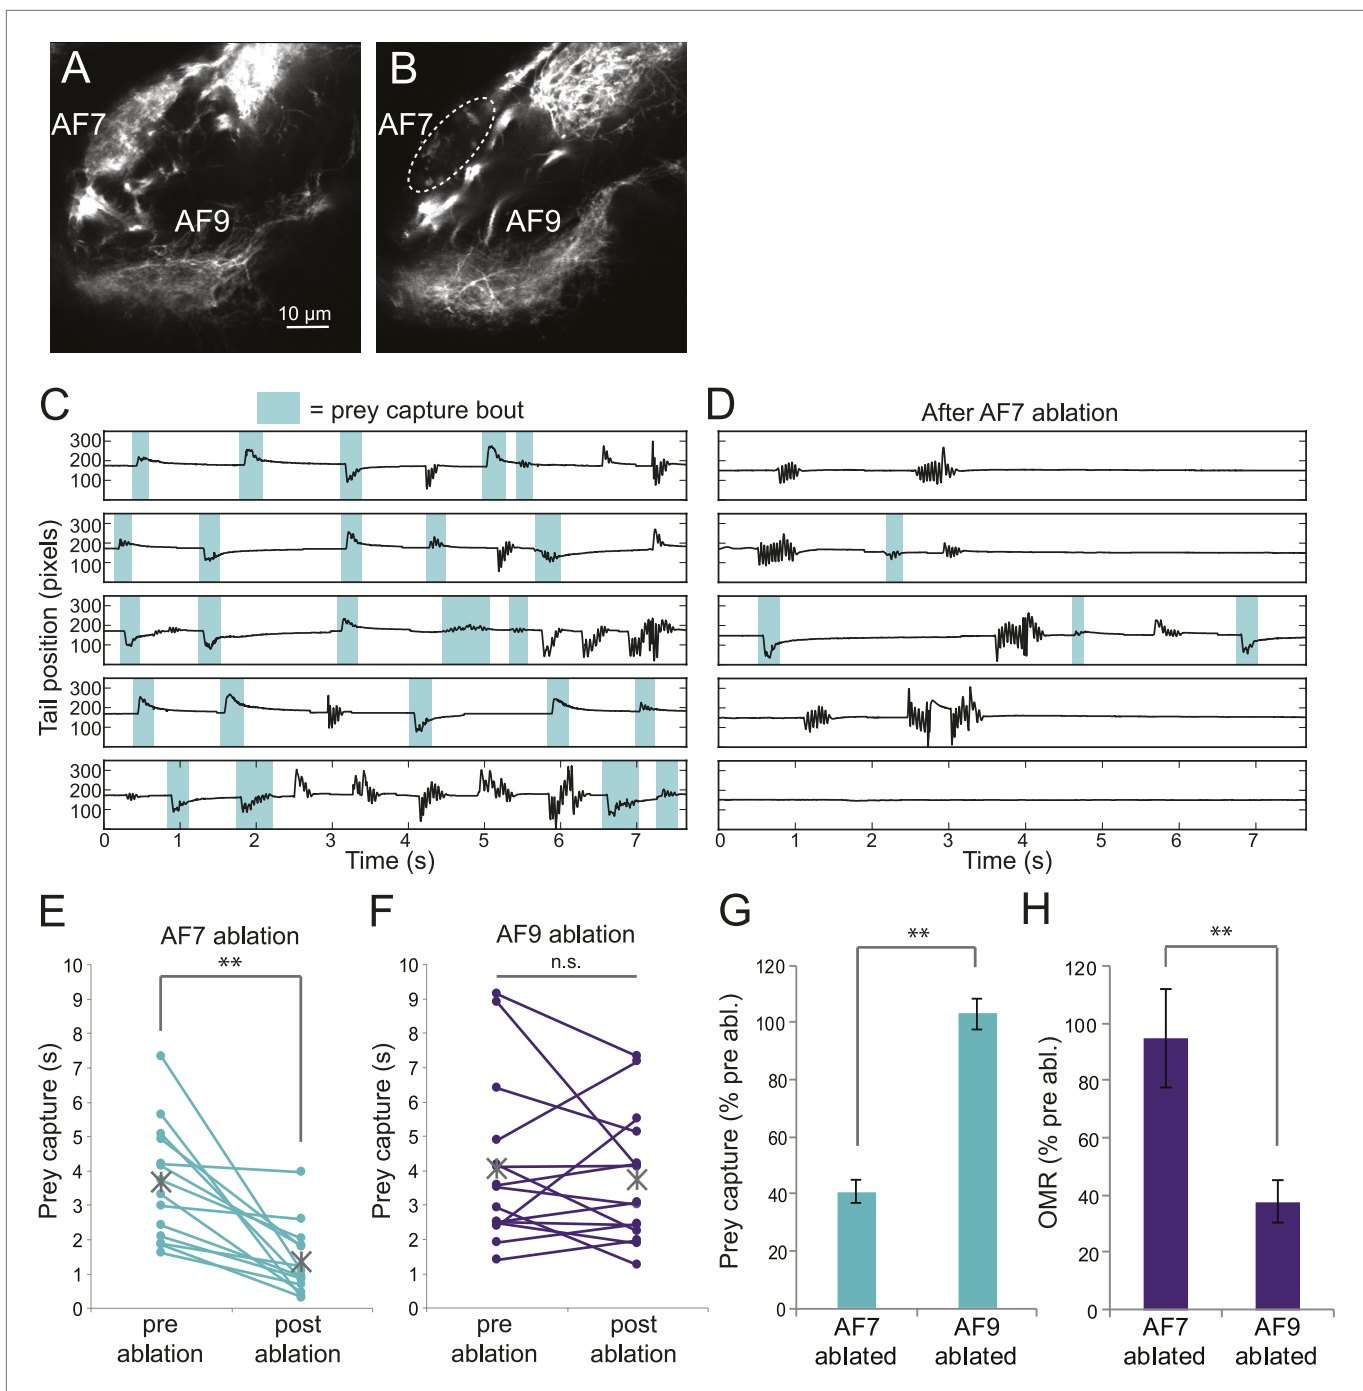 A
B
AF7
AF7
AF9
AF9
10 µm
C
= prey capture bout
D
After AF7 ablation
Tail position (pixels)
300
200
100
300
200
100
300
200
100
300
200
100
300
200
100
0 1 2 3 4 5 6 7
Time (s)
0 1 2 3 4 5 6 7
Time (s)
E
AF7 ablation
**
Prey capture (s)
10
9
8
7
6
5
4
3
2
1
0
pre
ablation
post
ablation
F
AF9 ablation
n.s.
Prey capture (s)
10
9
8
7
6
5
4
3
2
1
0
pre
ablation
post
ablation
G
**
Prey capture (% pre abl.)
120
100
80
60
40
20
0
AF7
ablated
AF9
ablated
H
**
OMR (% pre abl.)
120
100
80
60
40
20
0
AF7
ablated
AF9
ablated